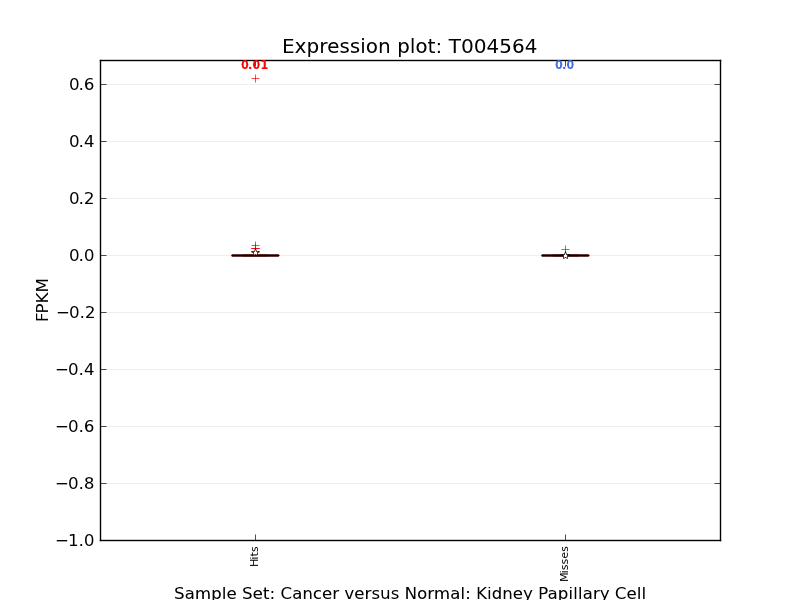 Expression plot: T004564
0.01
0.0
0.6
0.4
0.2
0.0
−0.2
−0.4
−0.6
−0.8
−1.0
FPKM
Hits
Misses
Sample Set: Cancer versus Normal: Kidney Papillary Cell